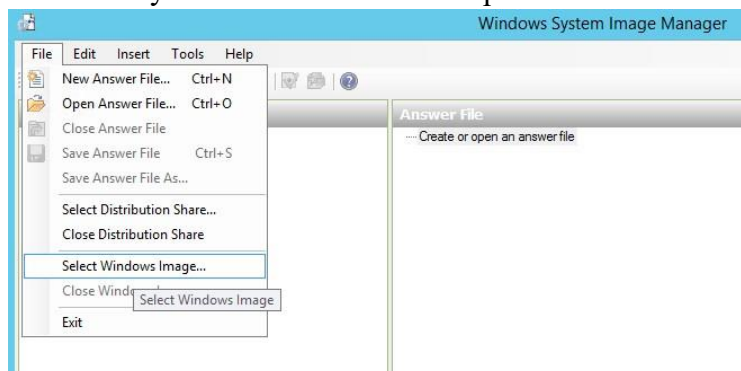 Windows System Image Manager
File Edit Insert Tools Help
New Answer File... Ctrl+N
Open Answer File... Ctrl+O
Close Answer File
Save Answer File Ctrl+S
Save Answer File As...
Select Distribution Share...
Close Distribution Share
Select Windows Image...
Close
Select Windows Image
Exit
Answer File
Create or open an answer file